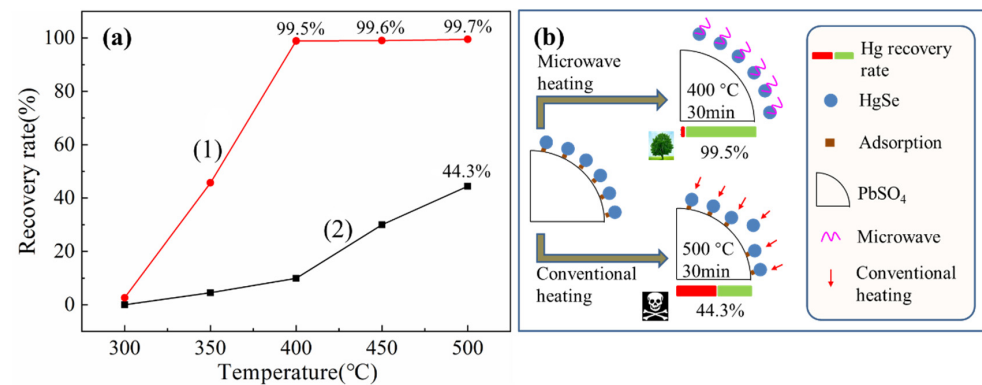 (a)
99.5%
99.6%
99.7%
100
80
60
40
20
0
Recovery rate(%)
(1)
(2)
44.3%
300
350
400
450
500
Temperature(℃)
(b)
Microwave
heating
400 °C
30min
99.5%
Conventional
heating
500 °C
30min
44.3%
Hg recovery
rate
HgSe
Adsorption
PbSO₄
Microwave
Conventional
heating